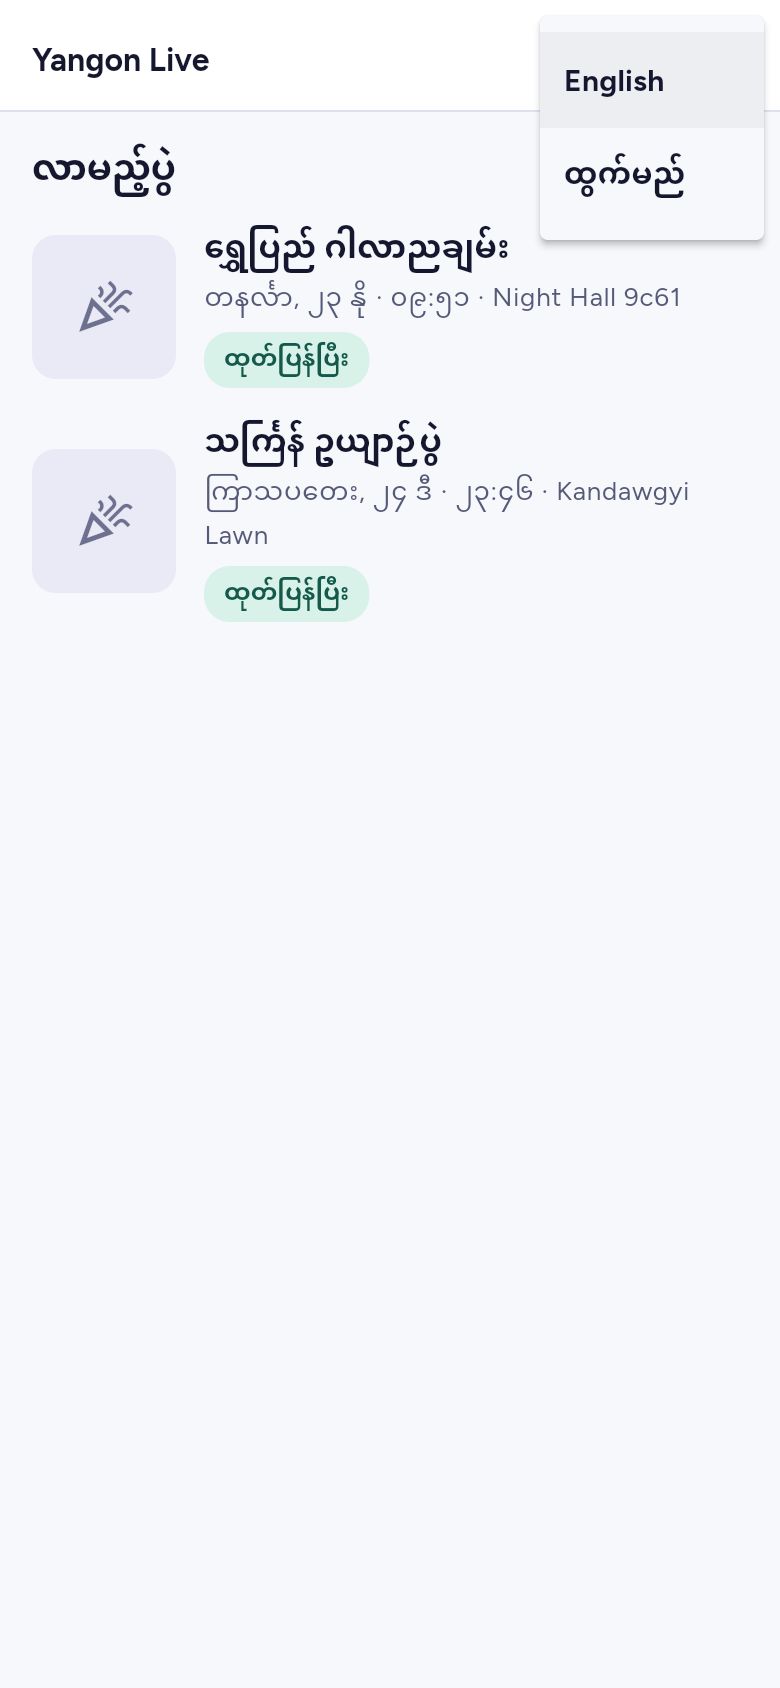 Yangon Live
English
ထွက်မည်
လာမည့်ပွဲ
ရွှေပြည် ဂါလာညချမ်း
တနင်္လာ, ၂၃ နို · ၀၉:၅၁ · Night Hall 9c61
ထုတ်ပြန်ပြီး
သင်္ကြန် ဥယျာဉ်ပွဲ
ကြာသပတေး, ၂၄ ဒီ · ၂၃:၄၆ · Kandawgyi
Lawn
ထုတ်ပြန်ပြီး